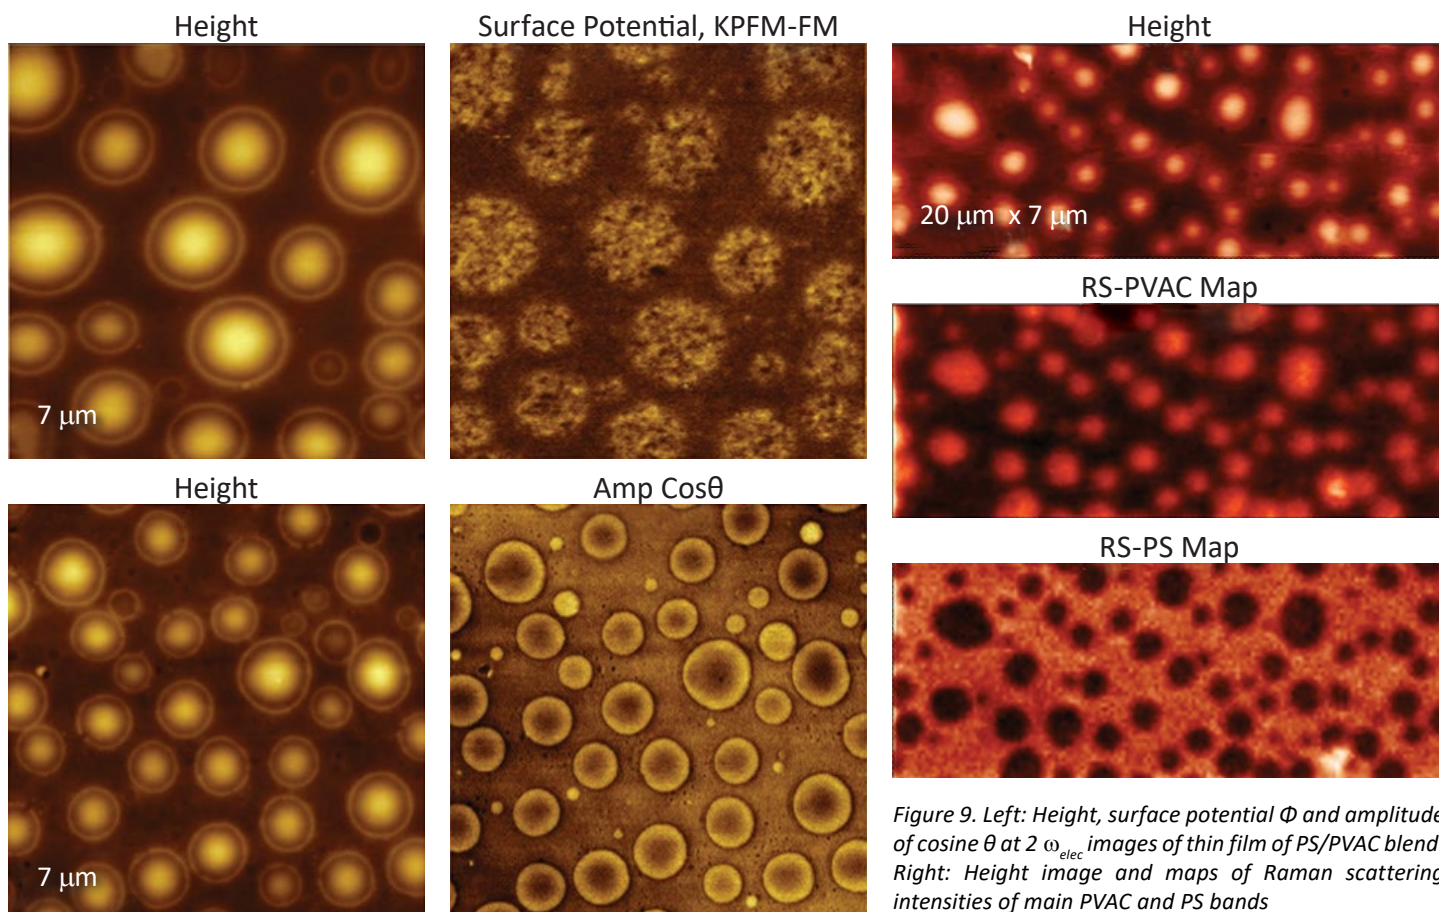 Height
Surface Potential, KPFM-FM
7 μm
Height
Amp Cosθ
7 μm
Height
20 μm x 7 μm
RS-PVAC Map
RS-PS Map
Figure 9. Left: Height, surface potential Φ and amplitude
of cosine θ at 2 ω_elec images of thin film of PS/PVAC blend.
Right: Height image and maps of Raman scattering
intensities of main PVAC and PS bands